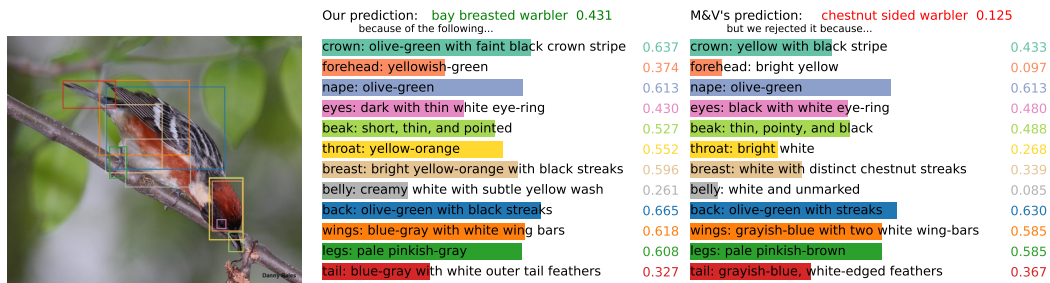 Our prediction: bay breasted warbler 0.431
because of the following...
crown: olive-green with faint black crown stripe 0.637
forehead: yellowish-green 0.374
nape: olive-green 0.613
eyes: dark with thin white eye-ring 0.430
beak: short, thin, and pointed 0.527
throat: yellow-orange 0.552
breast: bright yellow-orange with black streaks 0.596
belly: creamy white with subtle yellow wash 0.261
back: olive-green with black streaks 0.665
wings: blue-gray with white wing bars 0.618
legs: pale pinkish-gray 0.608
tail: blue-gray with white outer tail feathers 0.327
M&V's prediction: chestnut sided warbler 0.125
but we rejected it because...
crown: yellow with black stripe 0.433
forehead: bright yellow 0.097
nape: olive-green 0.613
eyes: black with white eye-ring 0.480
beak: thin, pointy, and black 0.488
throat: bright white 0.268
breast: white with distinct chestnut streaks 0.339
belly: white and unmarked 0.085
back: olive-green with streaks 0.630
wings: grayish-blue with two white wing-bars 0.585
legs: pale pinkish-brown 0.585
tail: grayish-blue, white-edged feathers 0.367
Danny Bales